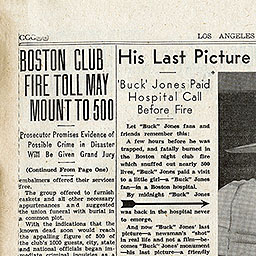 LOS ANGELES
BOSTON CLUB
FIRE TOLL MAY
MOUNT TO 500
Prosecutor Promises Evidence of
Possible Crime in Disaster
Will Be Given Grand Jury
(Continued From Page One)
embalmers offered their services
free.
The group offered to furnish
caskets and all other necessary
appurtenances and suggested
the union funeral with burial in
a common plot.
With the indications that the
known dead soon would reach
the appalling figure of 500 of
the club's 1000 guests, city, state
and national officials began im-
mediate criminal inquiries as a
His Last Picture
'Buck' Jones Paid
Hospital Call
Before Fire
Let "Buck" Jones fans and
friends remember this:
A few hours before he was
trapped, and fatally burned in
the Boston night club fire
which snuffed out nearly 500
lives, "Buck" Jones paid a visit
to a little girl—a "Buck" Jones
fan—in a Boston hospital.
By midnight "Buck" Jones
was back in the hospital never
to emerge.
And now "Buck" Jones' last
picture—a newsman's "shot"
in real life and not a film—be-
comes "Buck" Jones' memorial
—his last picture—a friendly